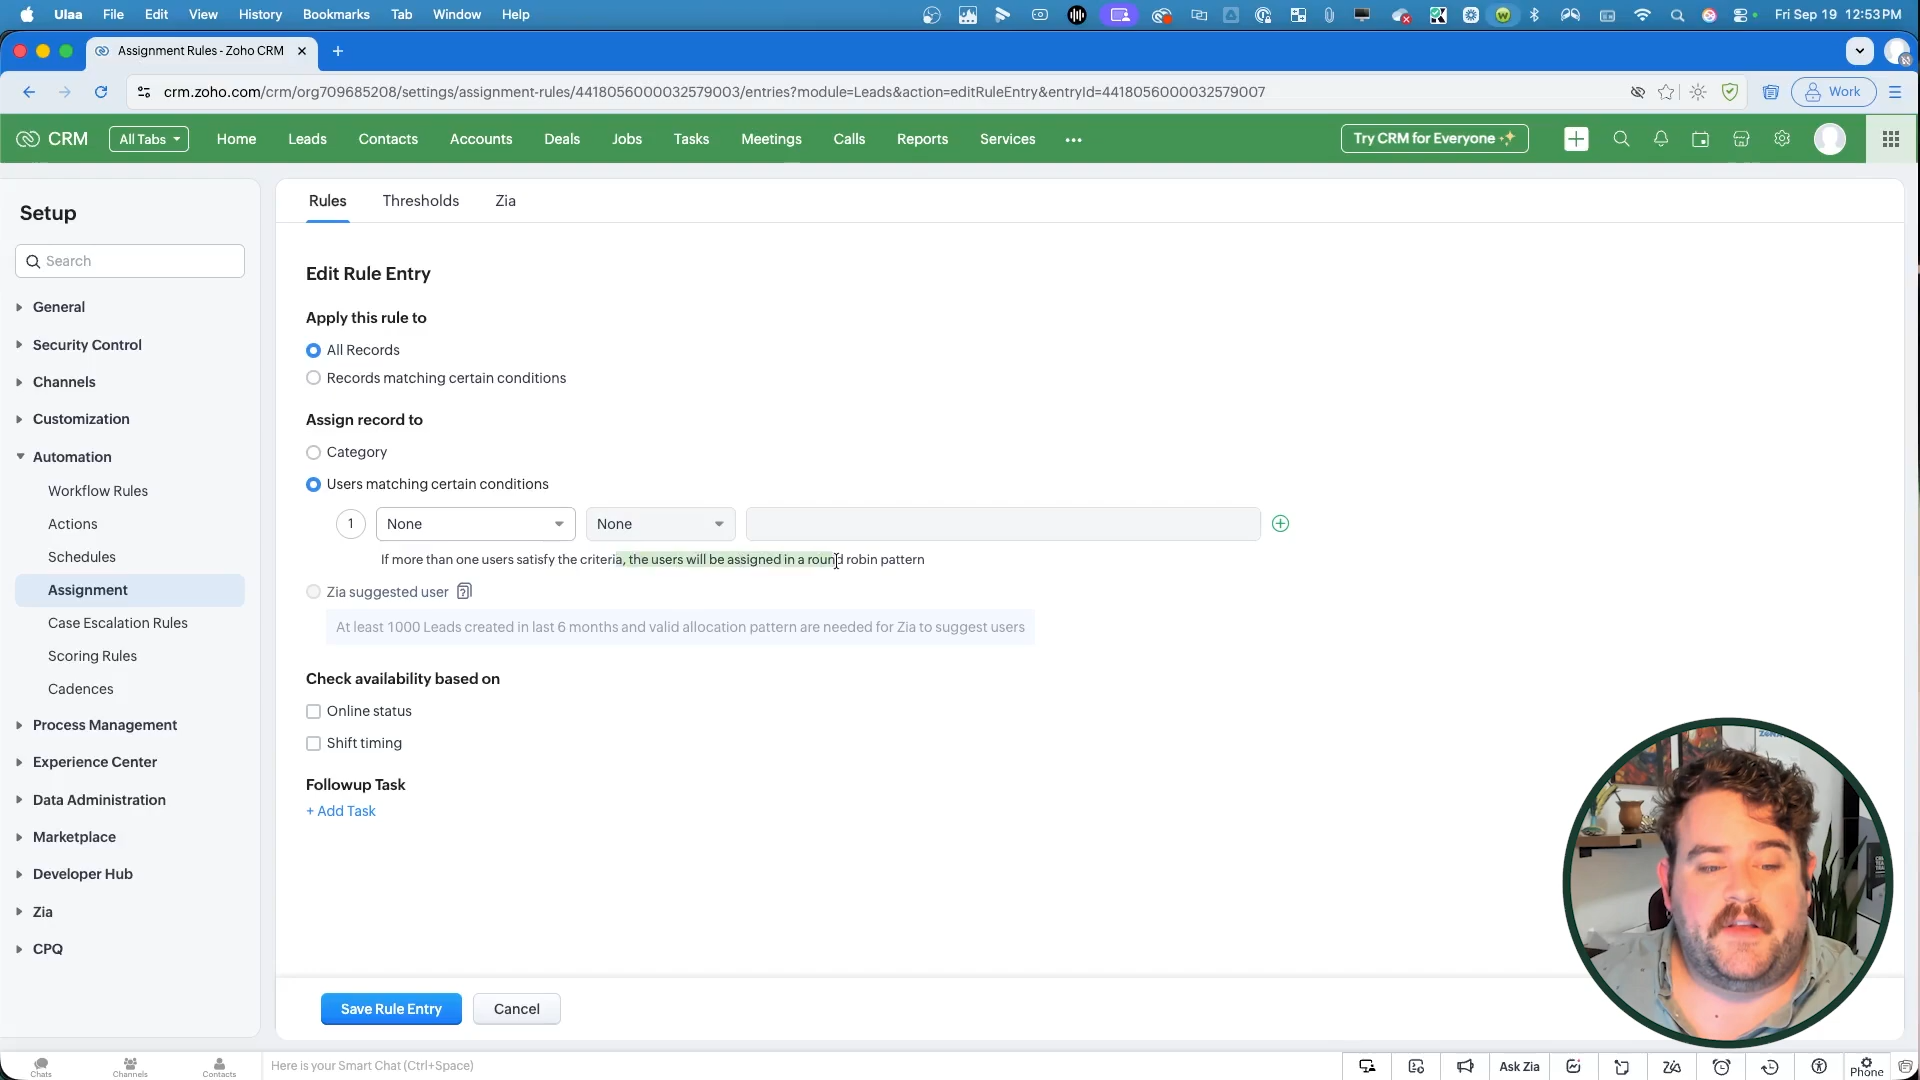 Ulaa File Edit View History Bookmarks Tab Window Help
Fri Sep 19 12:53 PM
Assignment Rules - Zoho CRM
crm.zoho.com/crm/org709685208/settings/assignment-rules/4418056000032579003/entries?module=Leads&action=editRuleEntry&entryId=4418056000032579007
Work
CRM
All Tabs
Home Leads Contacts Accounts Deals Jobs Tasks Meetings Calls Reports Services
Try CRM for Everyone
Setup
Search
General
Security Control
Channels
Customization
Automation
Workflow Rules
Actions
Schedules
Assignment
Case Escalation Rules
Scoring Rules
Cadences
Process Management
Experience Center
Data Administration
Marketplace
Developer Hub
Zia
CPQ
Rules Thresholds Zia
Edit Rule Entry
Apply this rule to
All Records
Records matching certain conditions
Assign record to
Category
Users matching certain conditions
1 None None
If more than one users satisfy the criteria, the users will be assigned in a round robin pattern
Zia suggested user
At least 1000 Leads created in last 6 months and valid allocation pattern are needed for Zia to suggest users
Check availability based on
Online status
Shift timing
Followup Task
+ Add Task
Save Rule Entry Cancel
Chats Channels Contacts
Here is your Smart Chat (Ctrl+Space)
Ask Zia
Phone